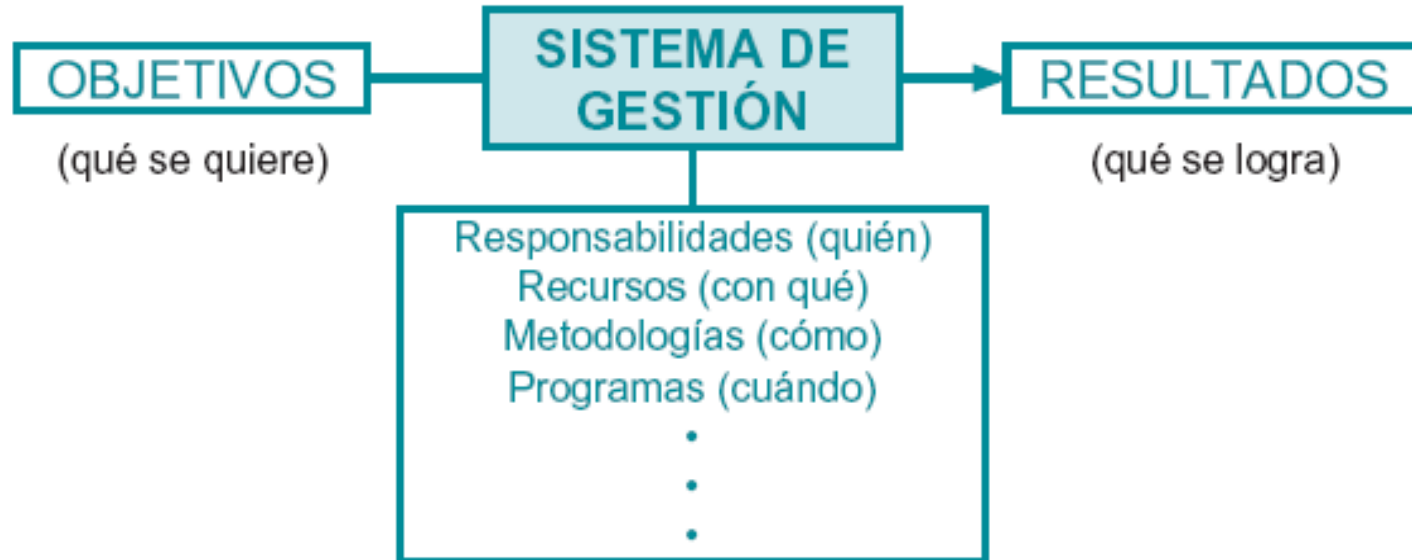 OBJETIVOS
(qué se quiere)
SISTEMA DE
GESTIÓN
RESULTADOS
(qué se logra)
Responsabilidades (quién)
Recursos (con qué)
Metodologías (cómo)
Programas (cuándo)
•
•
•